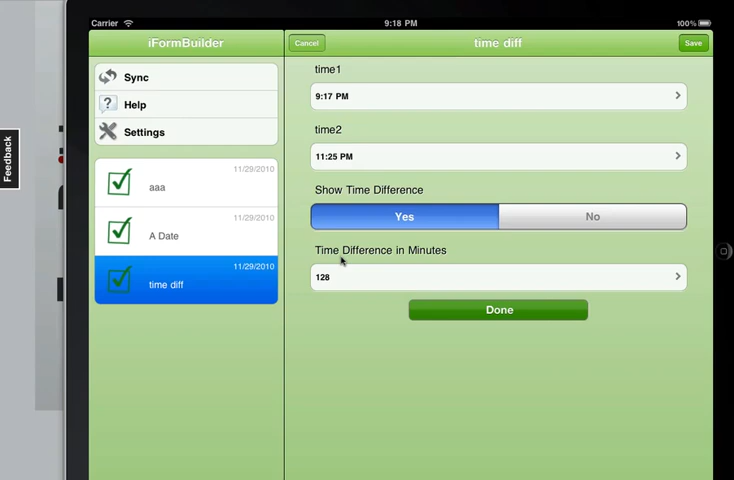 Carrier 9:18 PM 100%
iFormBuilder
Cancel time diff Save
Sync
Help
Settings
11/29/2010
aaa
11/29/2010
A Date
11/29/2010
time diff
time1
9:17 PM
time2
11:25 PM
Show Time Difference
Yes No
Time Difference in Minutes
128
Done
Feedback